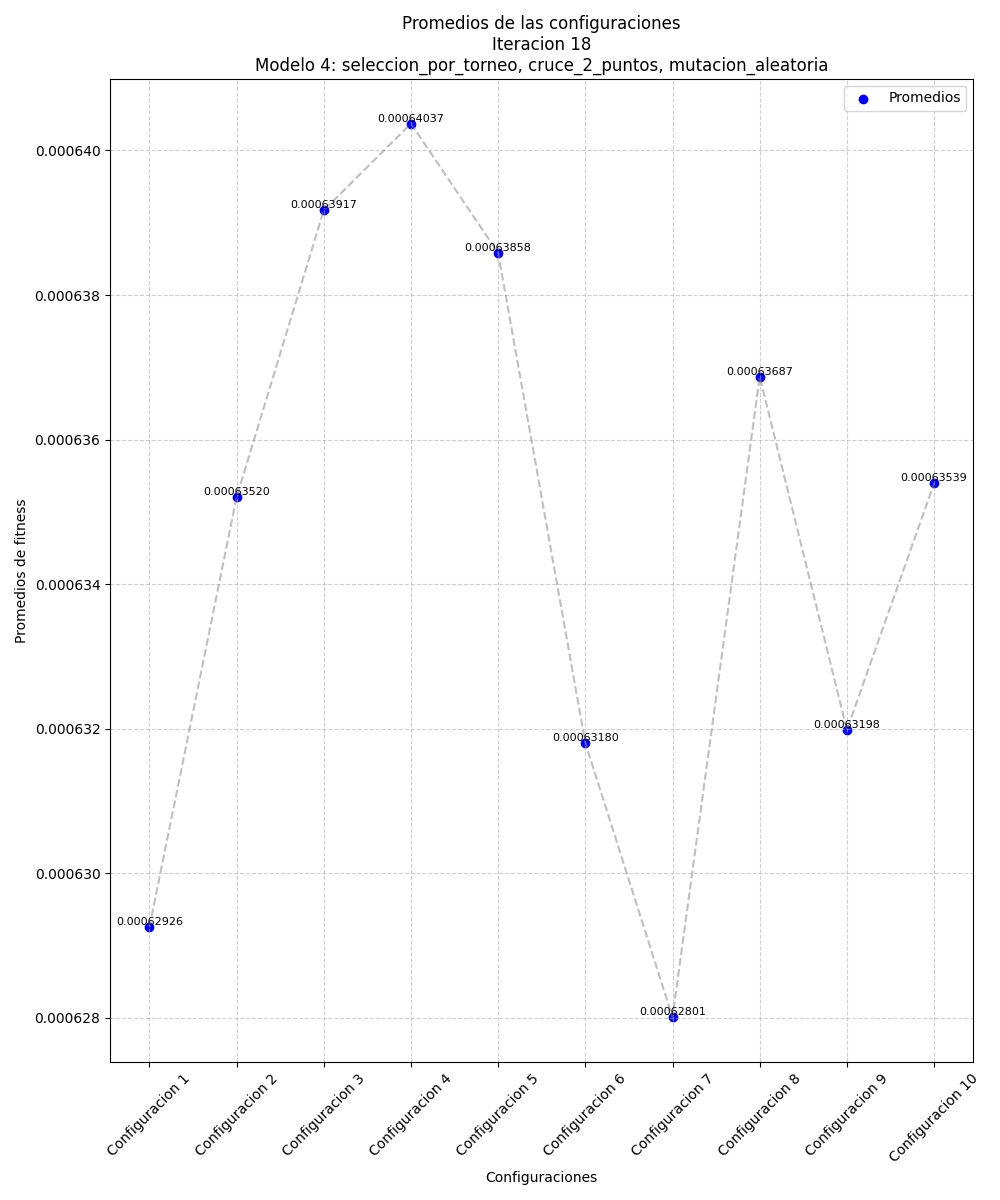 Promedios de las configuraciones
Iteracion 18
Modelo 4: seleccion_por_torneo, cruce_2_puntos, mutacion_aleatoria
Promedios
0.00064037
0.000640
0.00063917
0.00063858
0.000638
0.00063687
0.000636
0.00063539
0.00063520
0.000634
0.000632
0.00063198
0.00063180
0.000630
0.00062926
0.00062801
0.000628
Promedios de fitness
Configuracion 1
Configuracion 2
Configuracion 3
Configuracion 4
Configuracion 5
Configuracion 6
Configuracion 7
Configuracion 8
Configuracion 9
Configuracion 10
Configuraciones